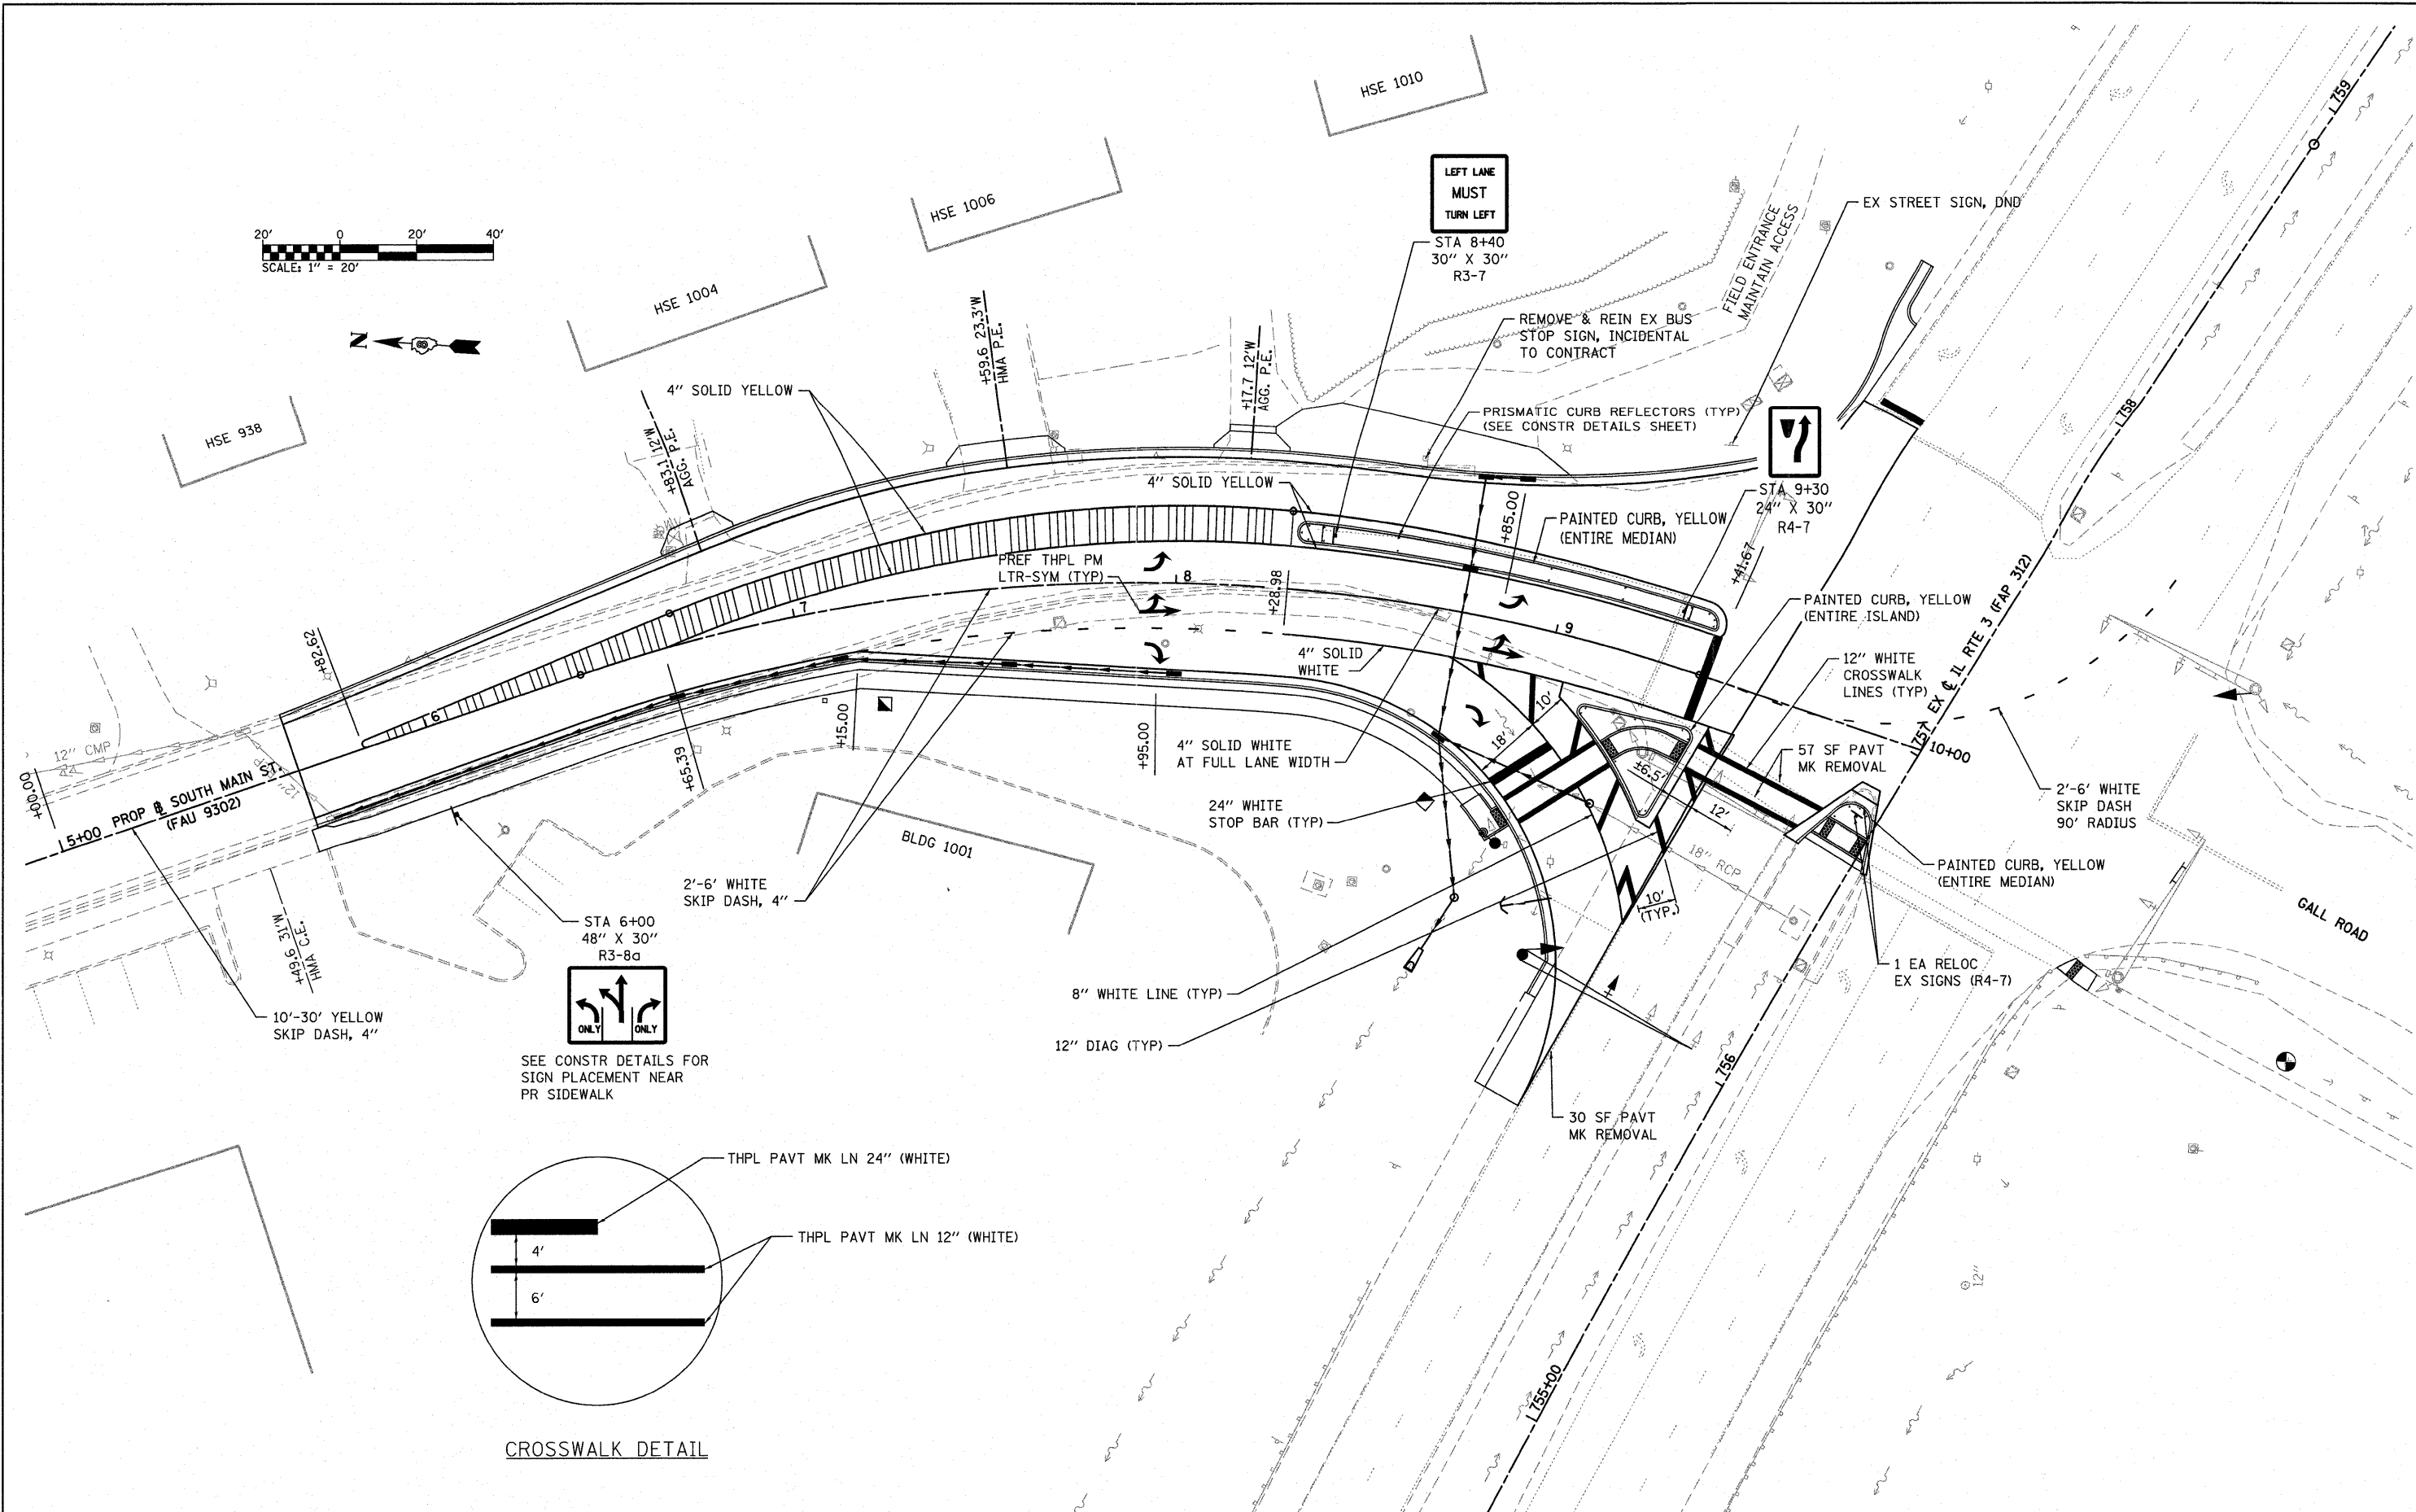 HSE 1010
LEFT LANE
MUST
TURN LEFT
STA 8+40
30" X 30"
R3-7
EX STREET SIGN, DND
FIELD ENTRANCE
MAINTAIN ACCESS
759
HSE 1006
20' 0 20' 40'
SCALE: 1" = 20'
HSE 1004
N
+59.6 23.3'W
HMA P.E.
+17.7 12'W
AGG. P.E.
REMOVE & REIN EX BUS
STOP SIGN, INCIDENTAL
TO CONTRACT
HSE 938
4" SOLID YELLOW
+83.1 12'W
AGG. P.E.
PRISMATIC CURB REFLECTORS (TYP)
(SEE CONSTR DETAILS SHEET)
758
4" SOLID YELLOW
STA 9+30
24" X 30"
R4-7
+85.00
PAINTED CURB, YELLOW
(ENTIRE MEDIAN)
+41.67
PREF THPL PM
LTR-SYM (TYP)
8
7
+28.98
9
PAINTED CURB, YELLOW
(ENTIRE ISLAND)
+82.62
4" SOLID
WHITE
12" WHITE
CROSSWALK
LINES (TYP)
757 EX ℄ IL RTE 3 (FAP 312)
6
10'
18'
+15.00
+95.00
+65.39
4" SOLID WHITE
AT FULL LANE WIDTH
±6.5'
57 SF PAVT
MK REMOVAL
10+00
12" CMP
12"
+00.00
5+00 PROP ⅊ SOUTH MAIN ST.
(FAU 9302)
24" WHITE
STOP BAR (TYP)
12'
2'-6' WHITE
SKIP DASH
90' RADIUS
BLDG 1001
18" RCP
PAINTED CURB, YELLOW
(ENTIRE MEDIAN)
2'-6' WHITE
SKIP DASH, 4"
10'
(TYP.)
GALL ROAD
+49.6 31'W
HMA C.E.
STA 6+00
48" X 30"
R3-8a
ONLY ONLY
1 EA RELOC
EX SIGNS (R4-7)
8" WHITE LINE (TYP)
10'-30' YELLOW
SKIP DASH, 4"
12" DIAG (TYP)
SEE CONSTR DETAILS FOR
SIGN PLACEMENT NEAR
PR SIDEWALK
756
30 SF PAVT
MK REMOVAL
THPL PAVT MK LN 24" (WHITE)
THPL PAVT MK LN 12" (WHITE)
4'
6'
12"
755+00
CROSSWALK DETAIL